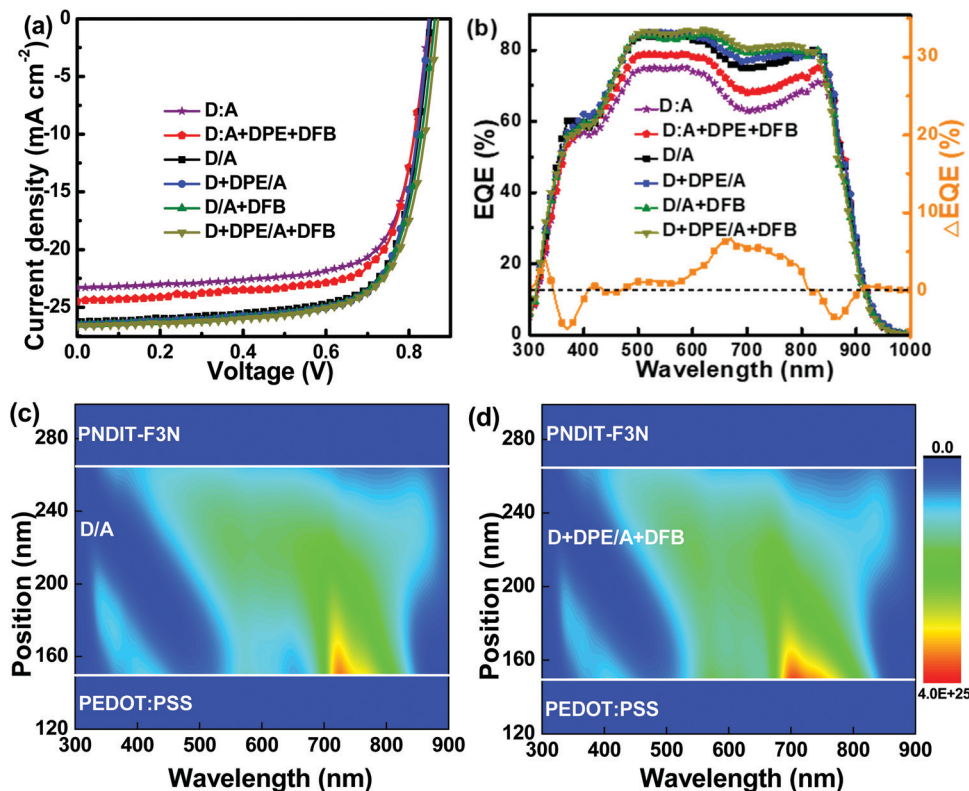 (a)
Current density (mA cm⁻²)
0
-5
-10
-15
-20
-25
D:A
D:A+DPE+DFB
D/A
D+DPE/A
D/A+DFB
D+DPE/A+DFB
0.0 0.2 0.4 0.6 0.8
Voltage (V)
(b)
EQE (%)
80
60
40
20
0
D:A
D:A+DPE+DFB
D/A
D+DPE/A
D/A+DFB
D+DPE/A+DFB
30
20
10
0
△EQE (%)
300 400 500 600 700 800 900 1000
Wavelength (nm)
(c)
Position (nm)
280
240
200
160
120
PNDIT-F3N
D/A
PEDOT:PSS
300 400 500 600 700 800 900
Wavelength (nm)
(d)
Position (nm)
280
240
200
160
120
PNDIT-F3N
D+DPE/A+DFB
PEDOT:PSS
300 400 500 600 700 800 900
Wavelength (nm)
0.0
4.0E+25